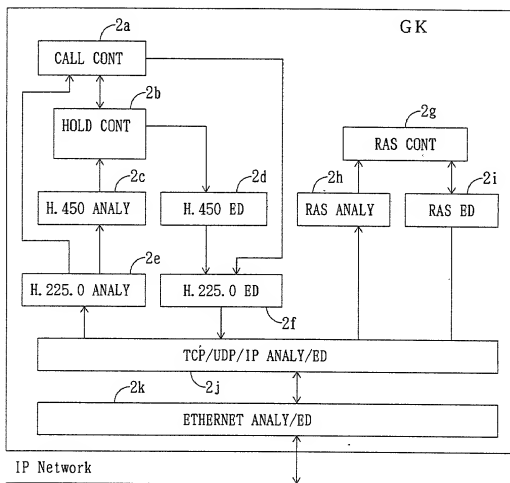 GK
2a
CALL CONT
2b
HOLD CONT
2g
RAS CONT
2c
2d
2h
2i
H.450 ANALY
H.450 ED
RAS ANALY
RAS ED
2e
H.225.0 ANALY
H.225.0 ED
2f
TCP/UDP/IP ANALY/ED
2j
2k
ETHERNET ANALY/ED
IP Network